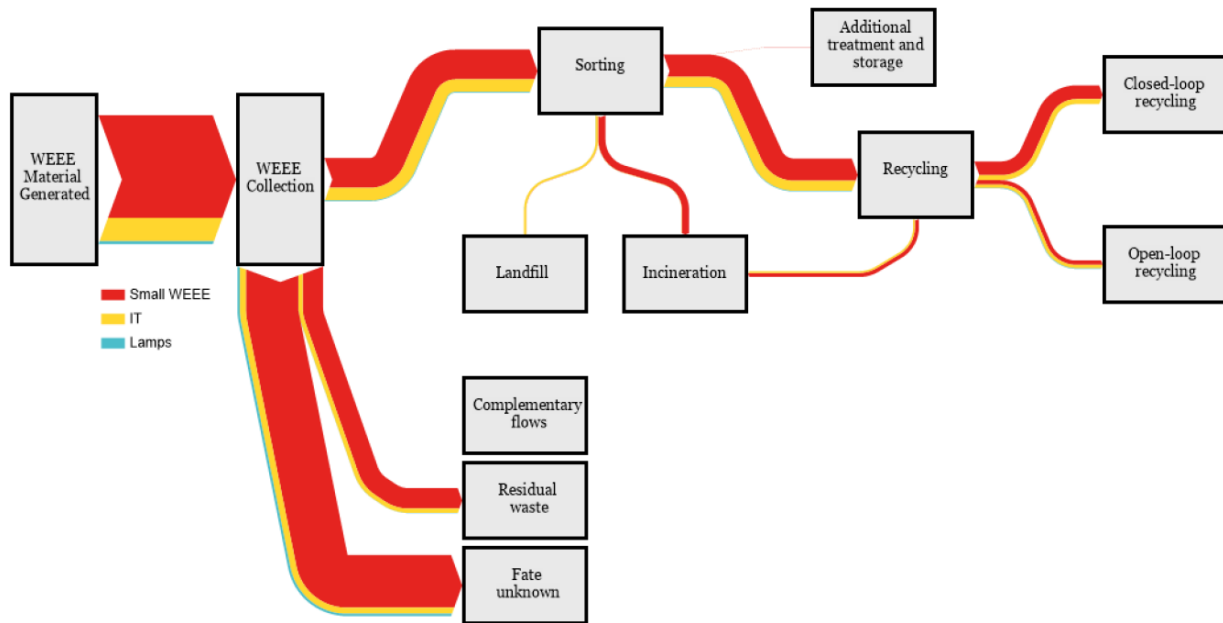 Additional
treatment and
storage
Sorting
Closed-loop
recycling
WEEE
Material
Generated
WEEE
Collection
Recycling
Landfill
Incineration
Open-loop
recycling
Small WEEE
IT
Lamps
Complementary
flows
Residual
waste
Fate
unknown